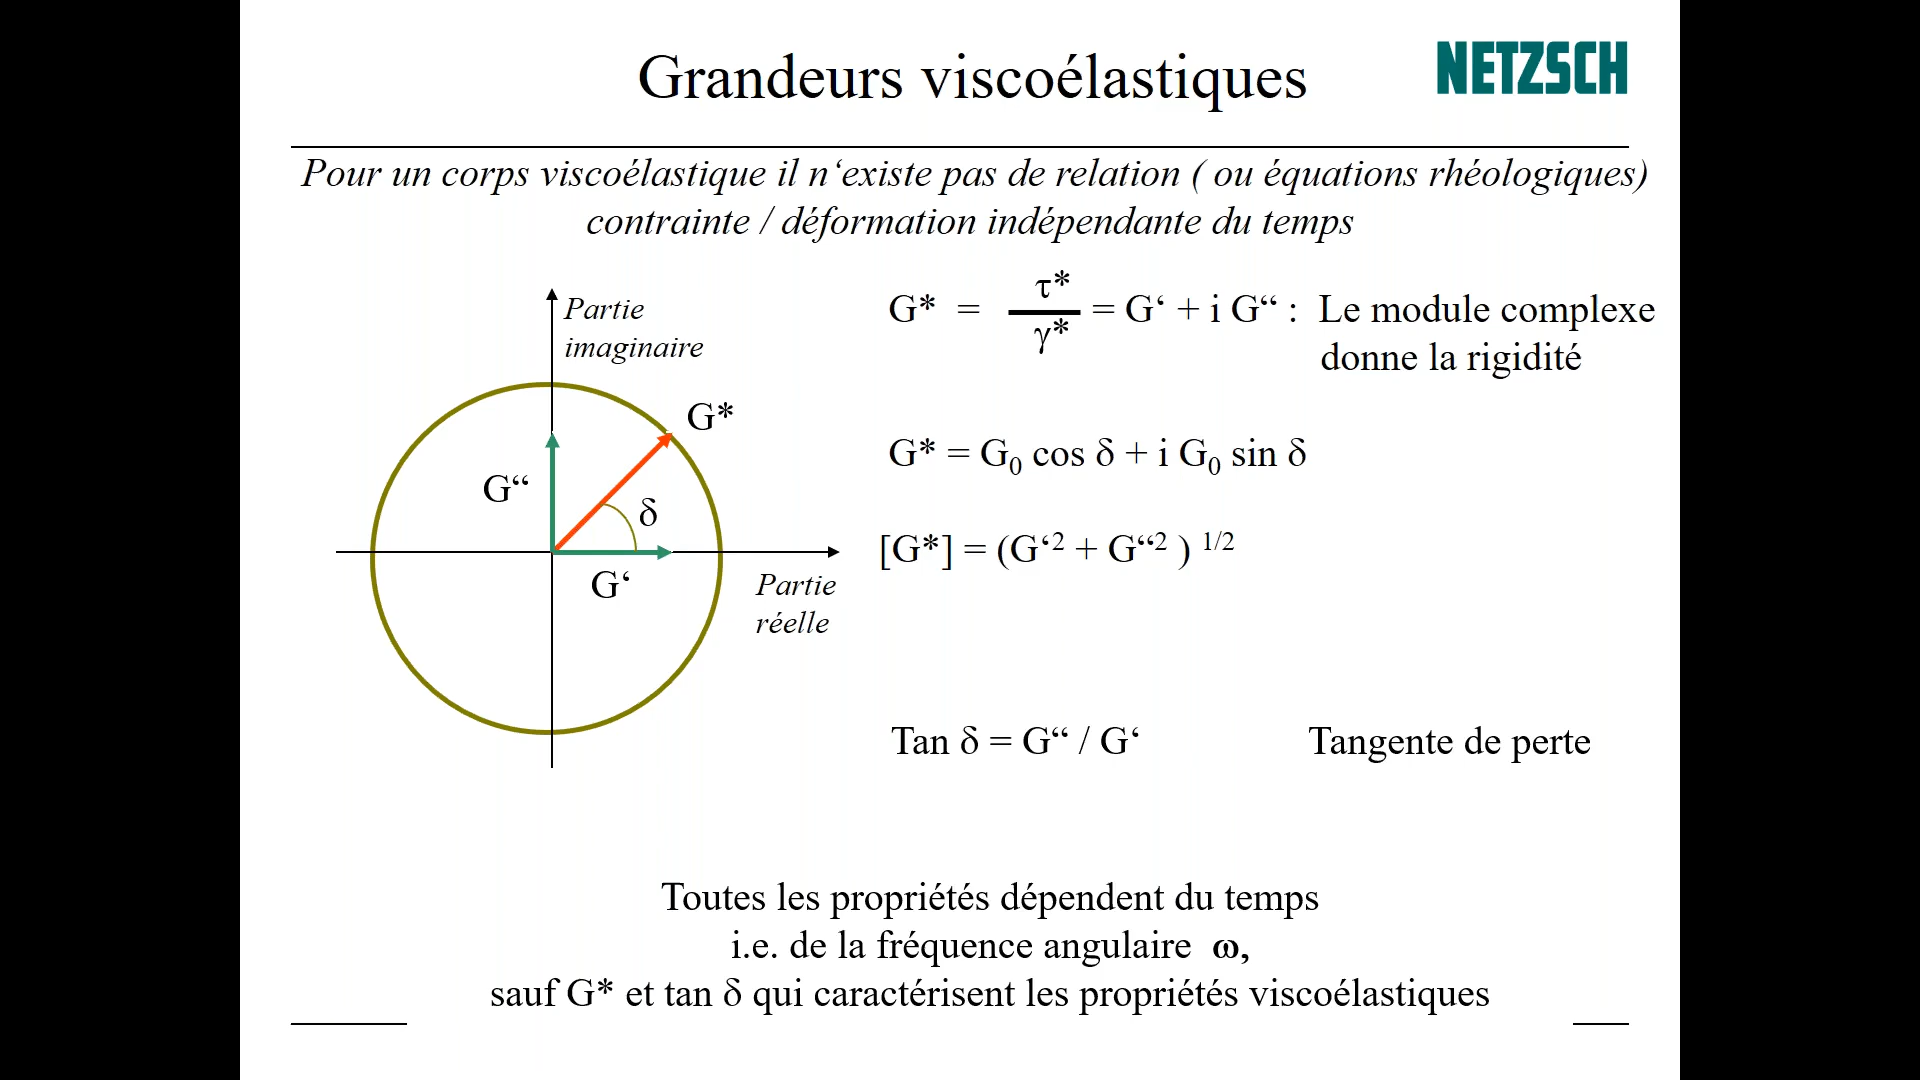 Grandeurs viscoélastiques
NETZSCH
Pour un corps viscoélastique il n‘existe pas de relation ( ou équations rhéologiques)
contrainte / déformation indépendante du temps
Partie
imaginaire
G*
G“
δ
G‘
Partie
réelle
G* = τ* / γ* = G‘ + i G“ : Le module complexe
donne la rigidité
G* = G₀ cos δ + i G₀ sin δ
[G*] = (G‘² + G“² ) ¹/²
Tan δ = G“ / G‘ Tangente de perte
Toutes les propriétés dépendent du temps
i.e. de la fréquence angulaire ω,
sauf G* et tan δ qui caractérisent les propriétés viscoélastiques